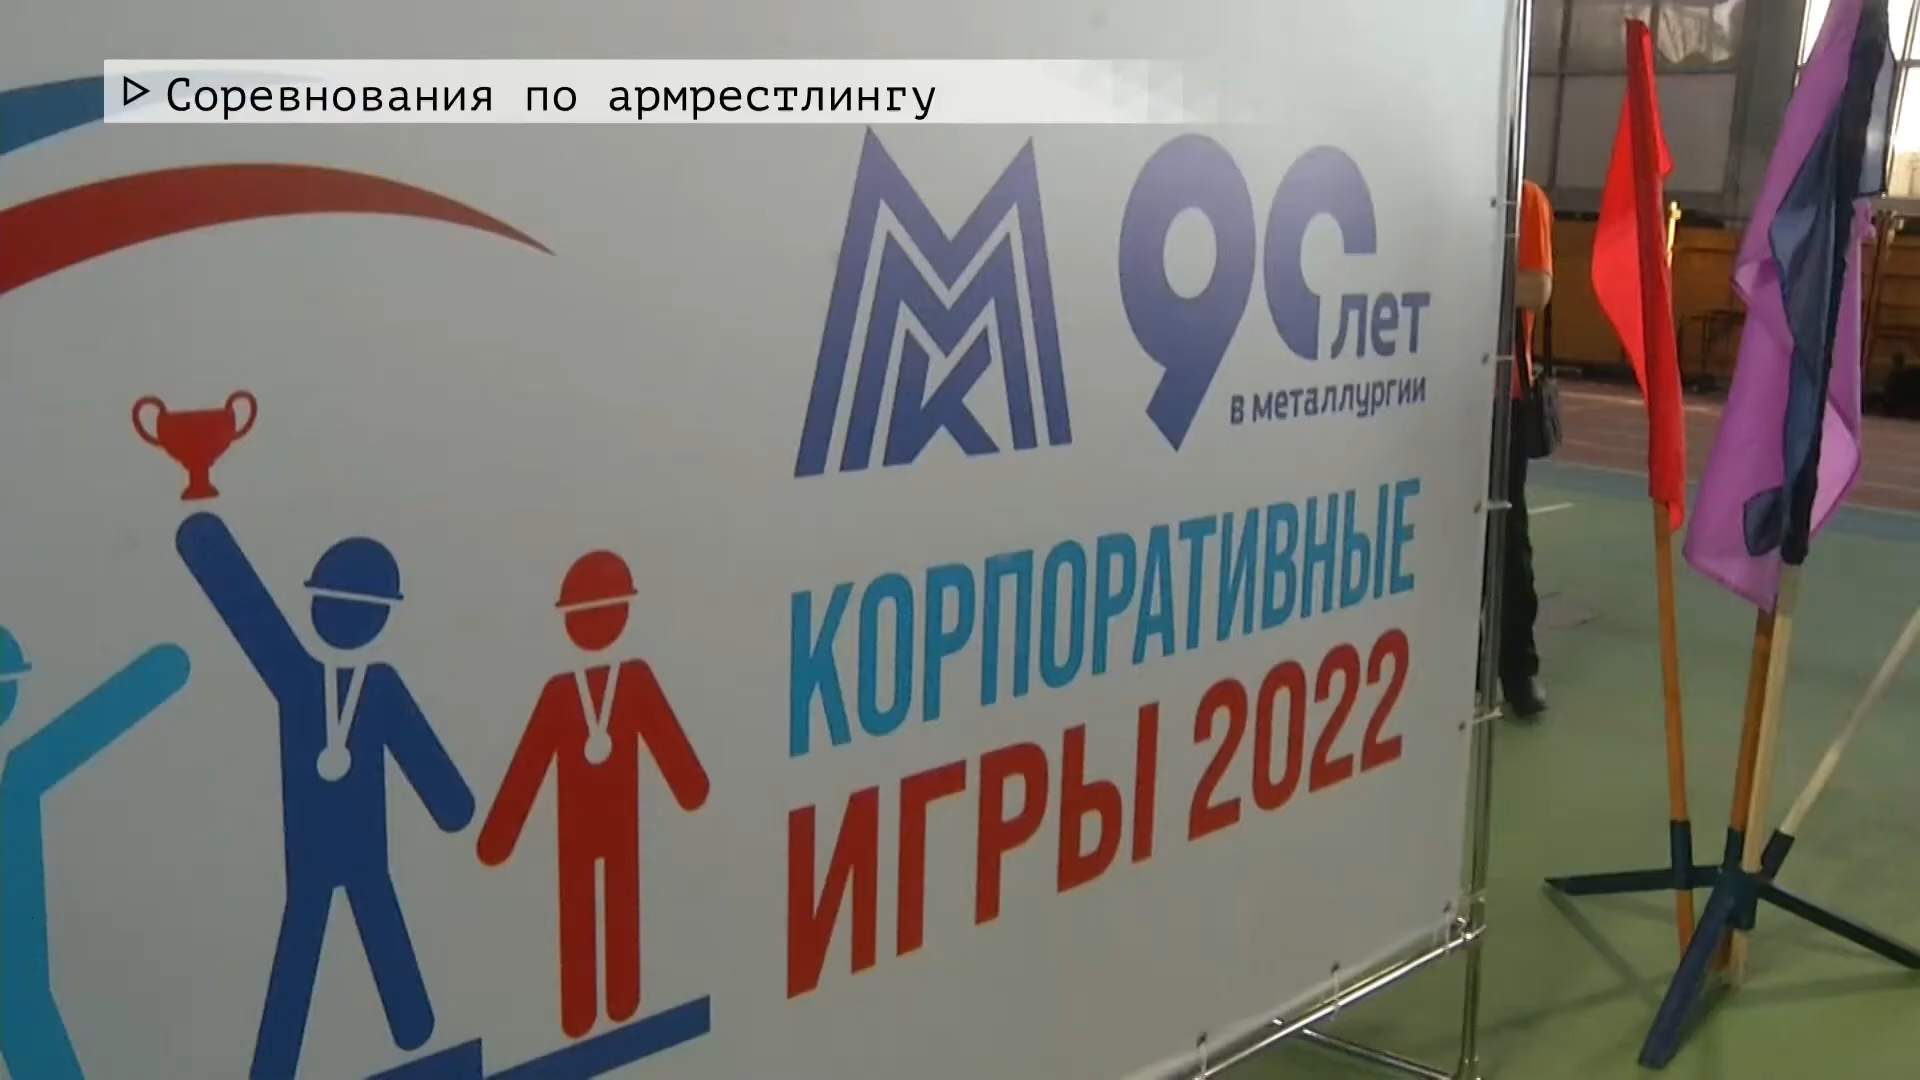 Соревнования по армрестлингу
ММК 90 лет
в металлургии
КОРПОРАТИВНЫЕ
ИГРЫ 2022